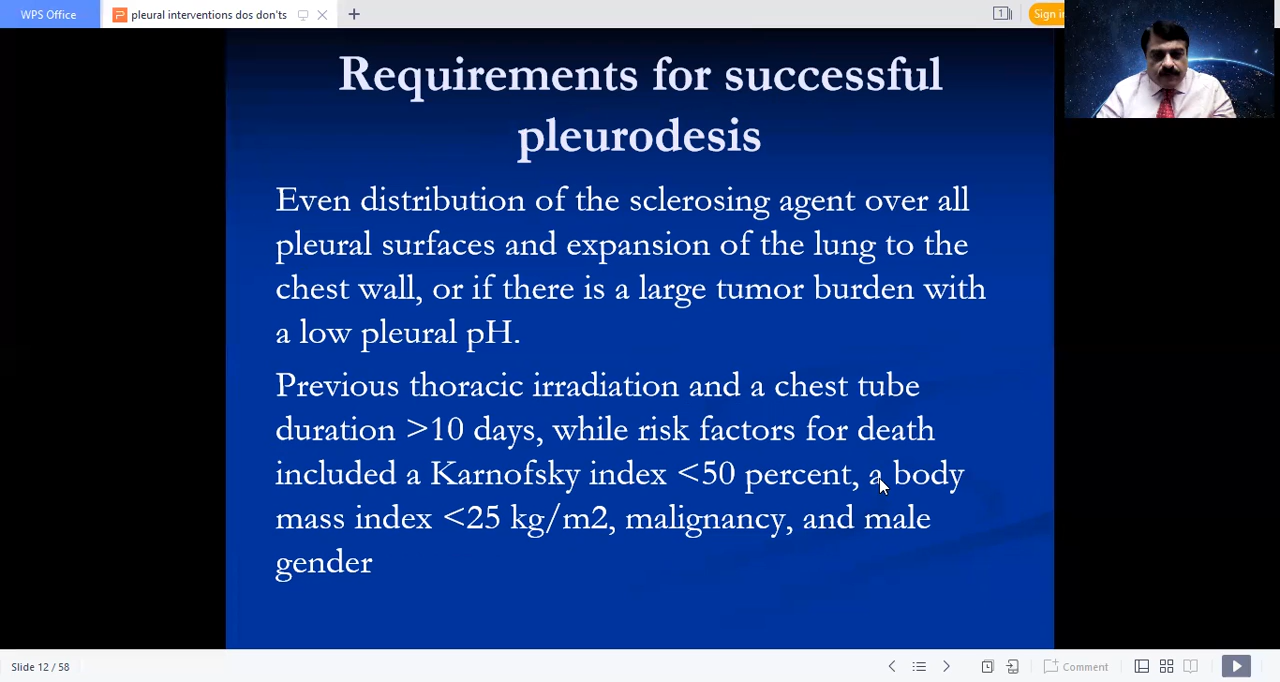 WPS Office
pleural interventions dos don'ts
1
Sign in
Requirements for successful
pleurodesis
Even distribution of the sclerosing agent over all
pleural surfaces and expansion of the lung to the
chest wall, or if there is a large tumor burden with
a low pleural pH.
Previous thoracic irradiation and a chest tube
duration >10 days, while risk factors for death
included a Karnofsky index <50 percent, a body
mass index <25 kg/m2, malignancy, and male
gender
Slide 12 / 58
Comment